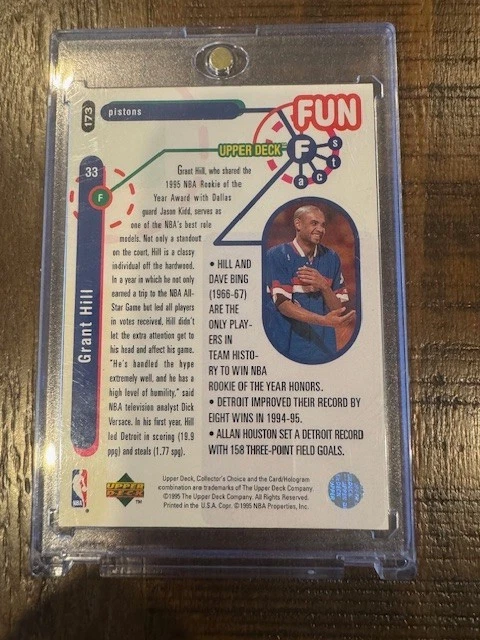 173
pistons
FUN
UPPER DECK
F
a
c
t
s
33
F
Grant Hill
Grant Hill, who shared the
1995 NBA Rookie of the
Year Award with Dallas
guard Jason Kidd, serves as
one of the NBA's best role
models. Not only a standout
on the court, Hill is a classy
individual off the hardwood.
In a year in which he not only
earned a trip to the NBA All-
Star Game but led all players
in votes received, Hill didn't
let the extra attention get to
his head and affect his game.
"He's handled the hype
extremely well, and he has a
high level of humility," said
NBA television analyst Dick
Versace. In his first year, Hill
led Detroit in scoring (19.9
ppg) and steals (1.77 spg).
• HILL AND
DAVE BING
(1966-67)
ARE THE
ONLY PLAY-
ERS IN
TEAM HISTO-
RY TO WIN NBA
ROOKIE OF THE YEAR HONORS.
• DETROIT IMPROVED THEIR RECORD BY
EIGHT WINS IN 1994-95.
• ALLAN HOUSTON SET A DETROIT RECORD
WITH 158 THREE-POINT FIELD GOALS.
NBA
UPPER
DECK
TM
Upper Deck, Collector's Choice and the Card/Hologram
combination are trademarks of The Upper Deck Company.
©1995 The Upper Deck Company. All Rights Reserved.
Printed in the U.S.A. Copr. ©1995 NBA Properties, Inc.